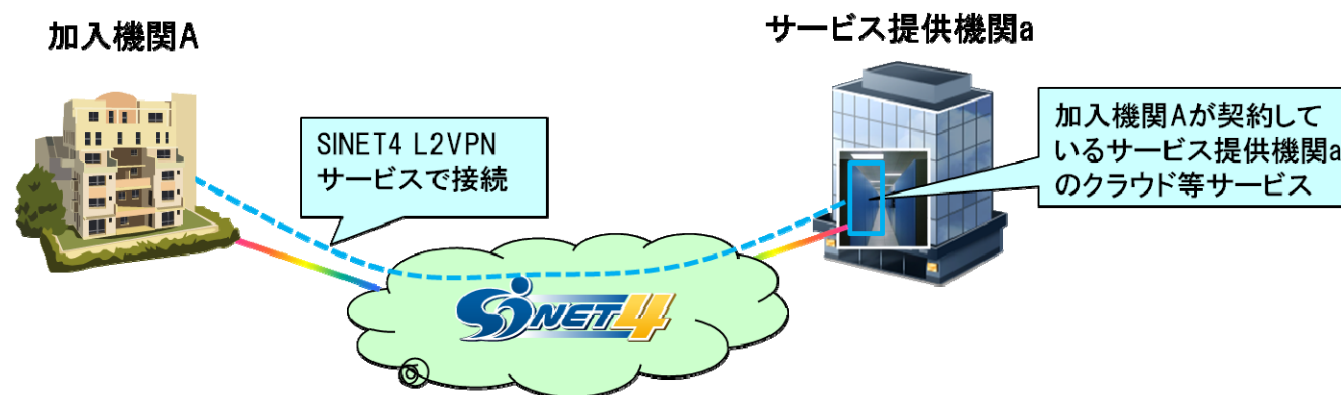 加入機関A
サービス提供機関a
SINET4 L2VPN
サービスで接続
加入機関Aが契約して
いるサービス提供機関a
のクラウド等サービス
SINET4